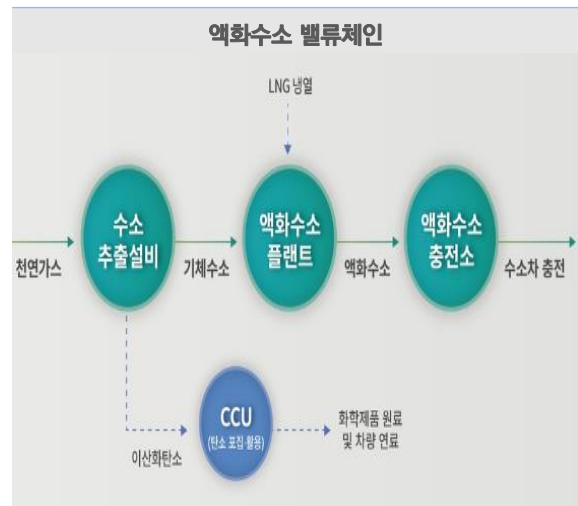 액화수소 밸류체인
LNG 냉열
수소
추출설비
액화수소
플랜트
액화수소
충전소
천연가스
기체수소
액화수소
수소차 충전
CCU
(탄소 포집·활용)
이산화탄소
화학제품 원료
및 차량 연료